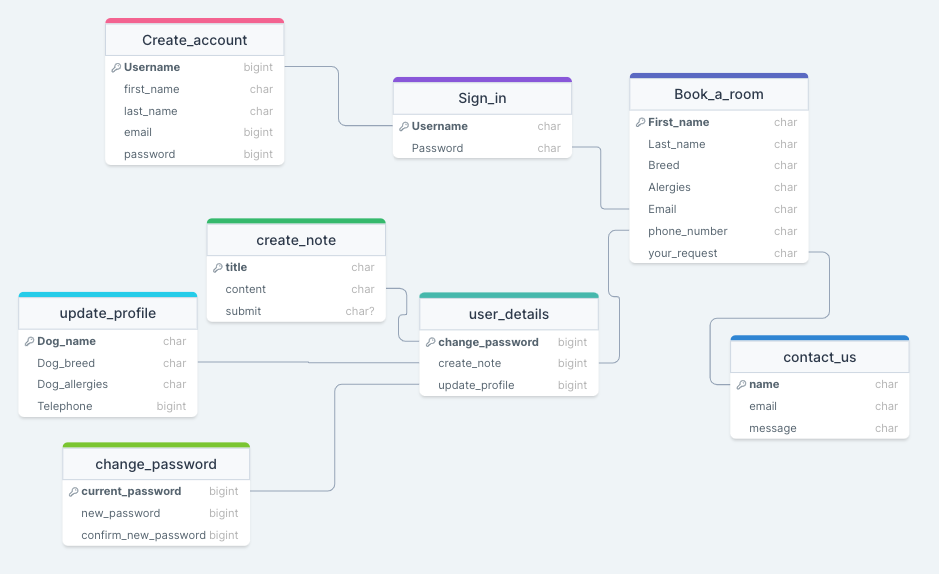 Create_account
Username bigint
first_name char
last_name char
email bigint
password bigint
Sign_in
Username char
Password char
Book_a_room
First_name char
Last_name char
Breed char
Alergies char
Email char
phone_number char
your_request char
create_note
title char
content char
submit char?
update_profile
Dog_name char
Dog_breed char
Dog_allergies char
Telephone bigint
user_details
change_password bigint
create_note bigint
update_profile bigint
contact_us
name char
email char
message char
change_password
current_password bigint
new_password bigint
confirm_new_password bigint